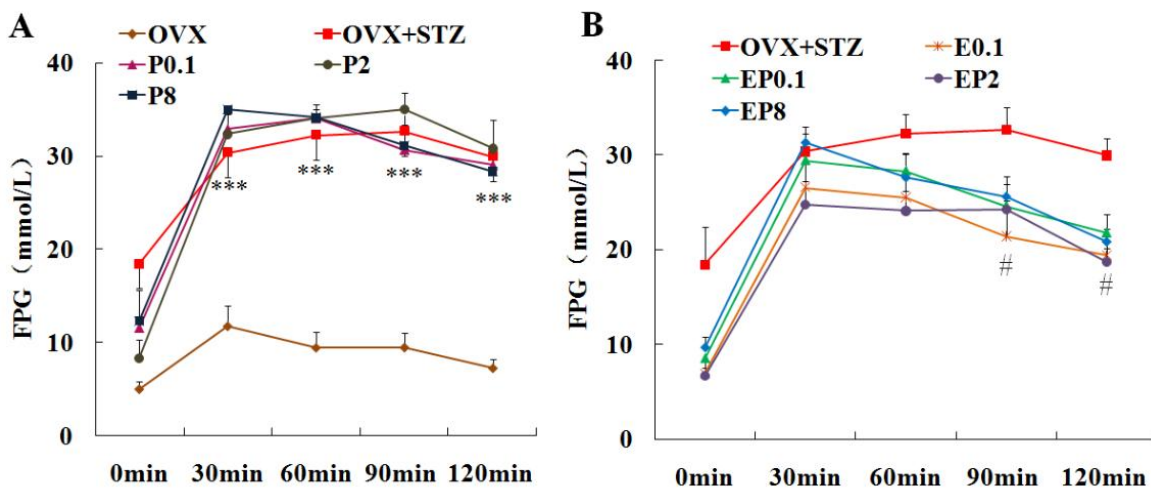 A
OVX OVX+STZ
P0.1 P2
P8
FPG（mmol/L）
40
30
20
10
0
*** *** *** ***
0min 30min 60min 90min 120min
B
OVX+STZ E0.1
EP0.1 EP2
EP8
FPG（mmol/L）
40
30
20
10
0
# #
0min 30min 60min 90min 120min